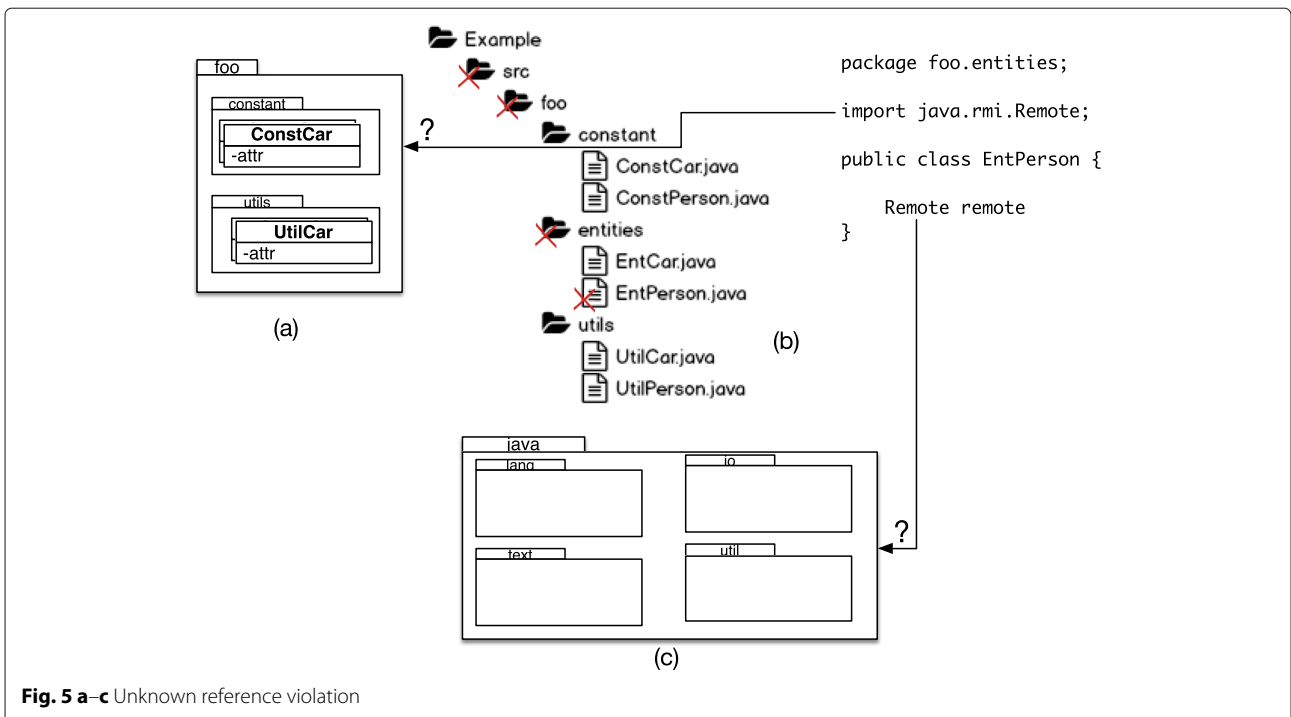 foo
constant
ConstCar
-attr
utils
UtilCar
-attr
(a)
?
Example
src
foo
constant
ConstCar.java
ConstPerson.java
entities
EntCar.java
EntPerson.java
utils
UtilCar.java
UtilPerson.java
(b)
package foo.entities;
import java.rmi.Remote;
public class EntPerson {
Remote remote
}
java
lang
io
text
util
?
(c)
Fig. 5 a–c Unknown reference violation